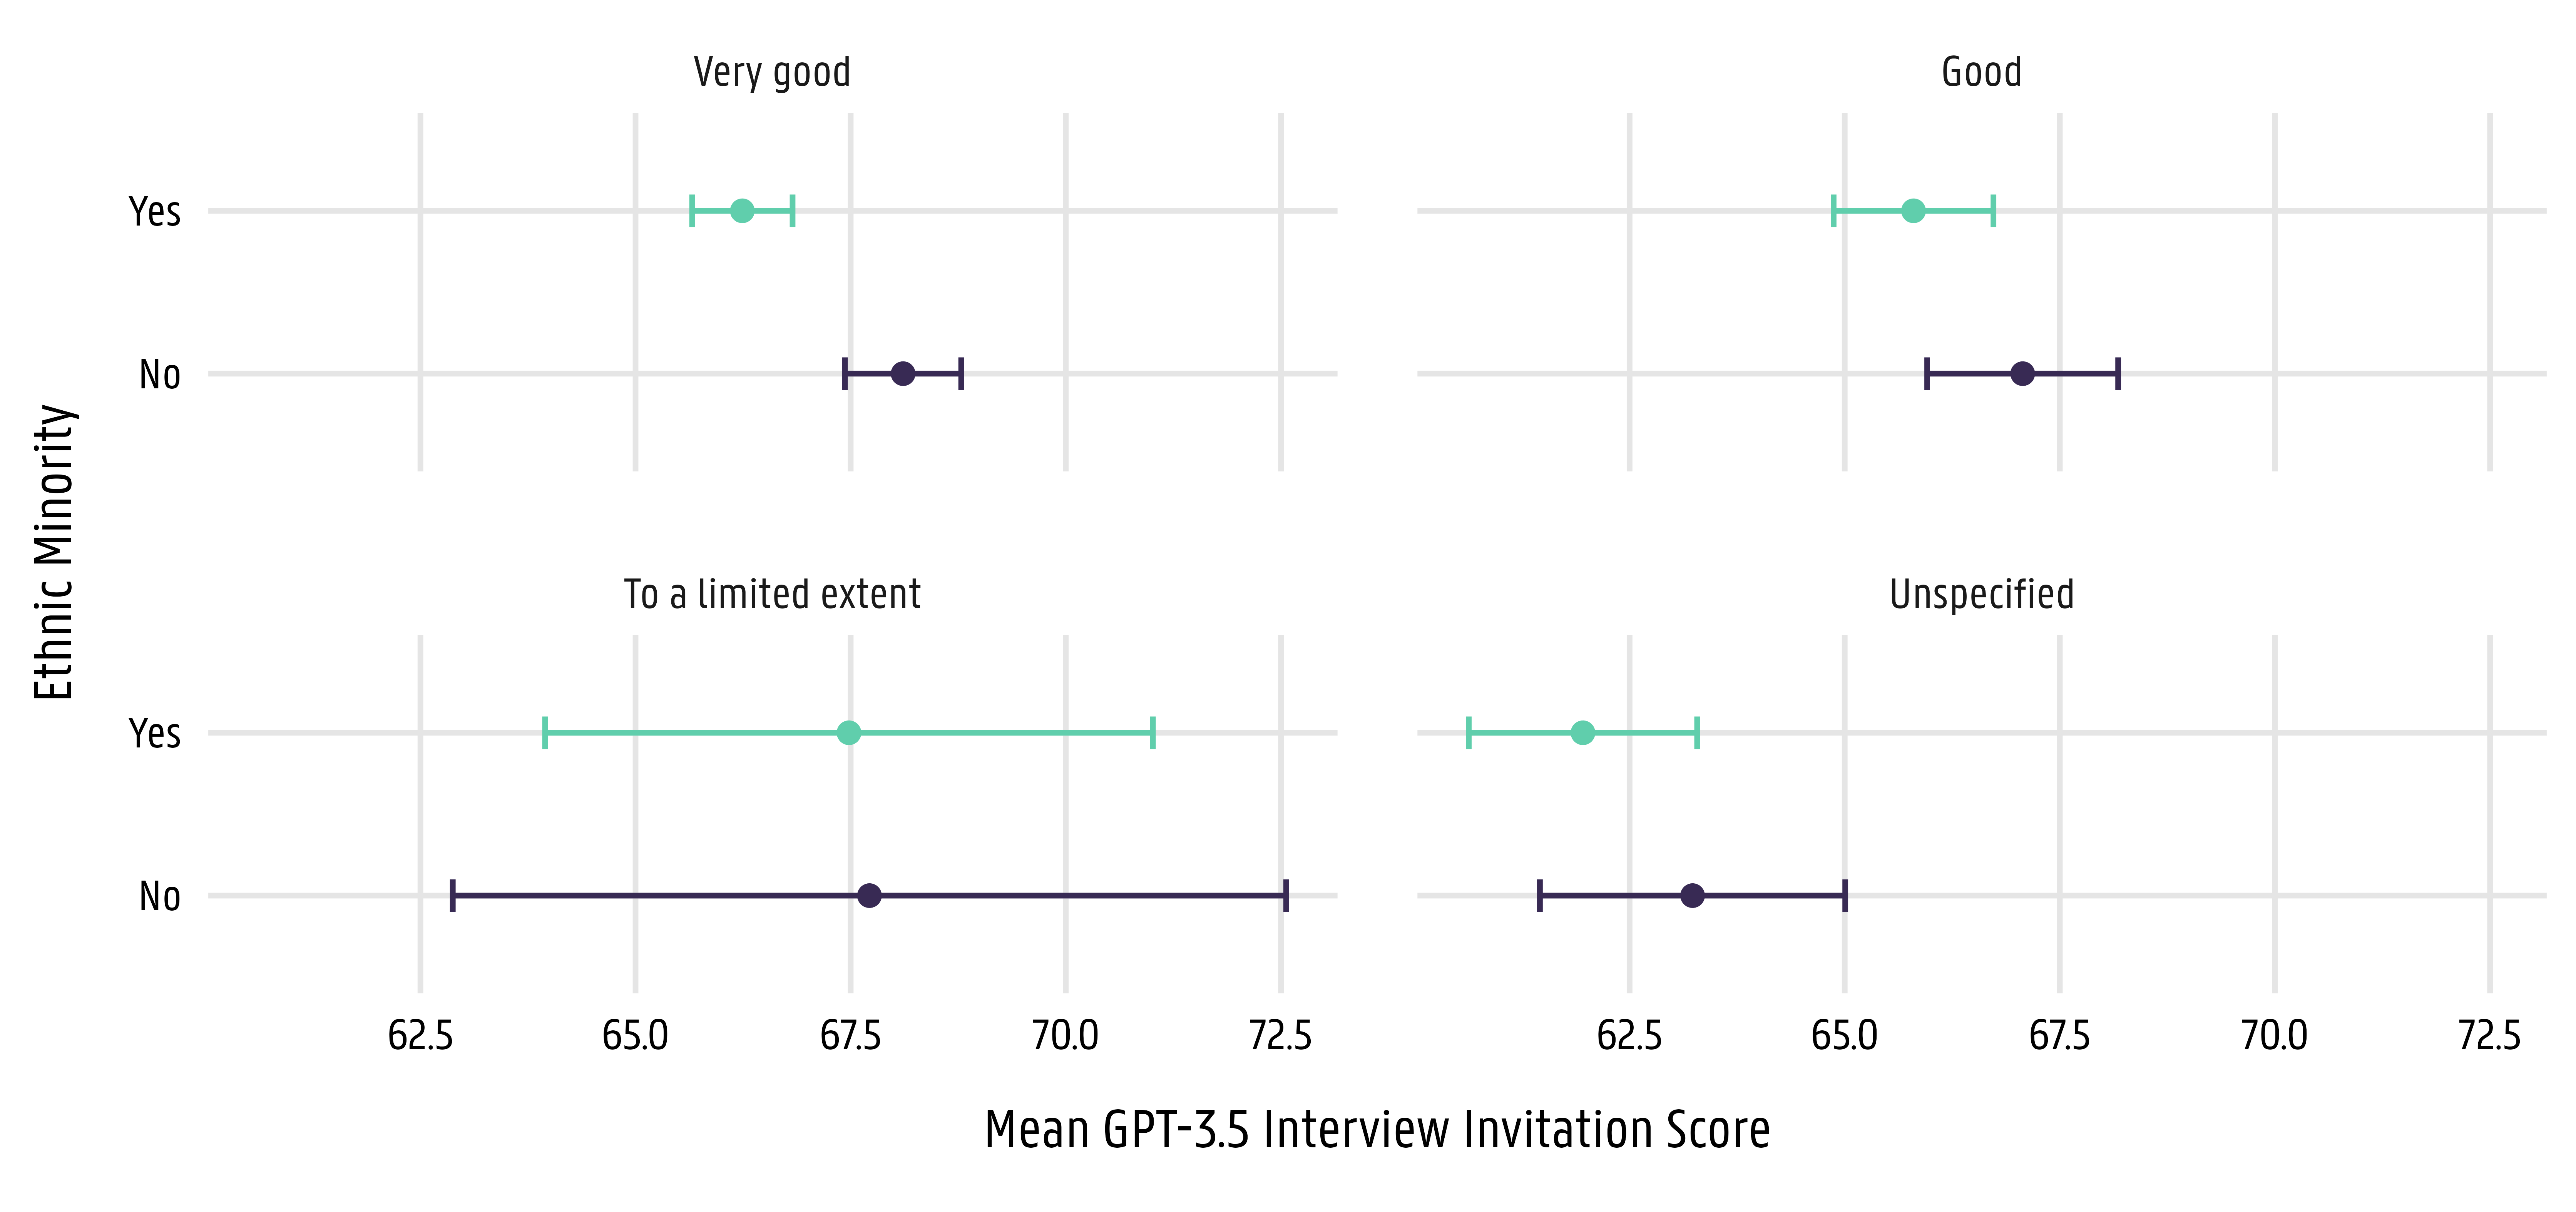 Very good
Good
Yes
No
Ethnic Minority
To a limited extent
Unspecified
Yes
No
62.5 65.0 67.5 70.0 72.5 62.5 65.0 67.5 70.0 72.5
Mean GPT-3.5 Interview Invitation Score